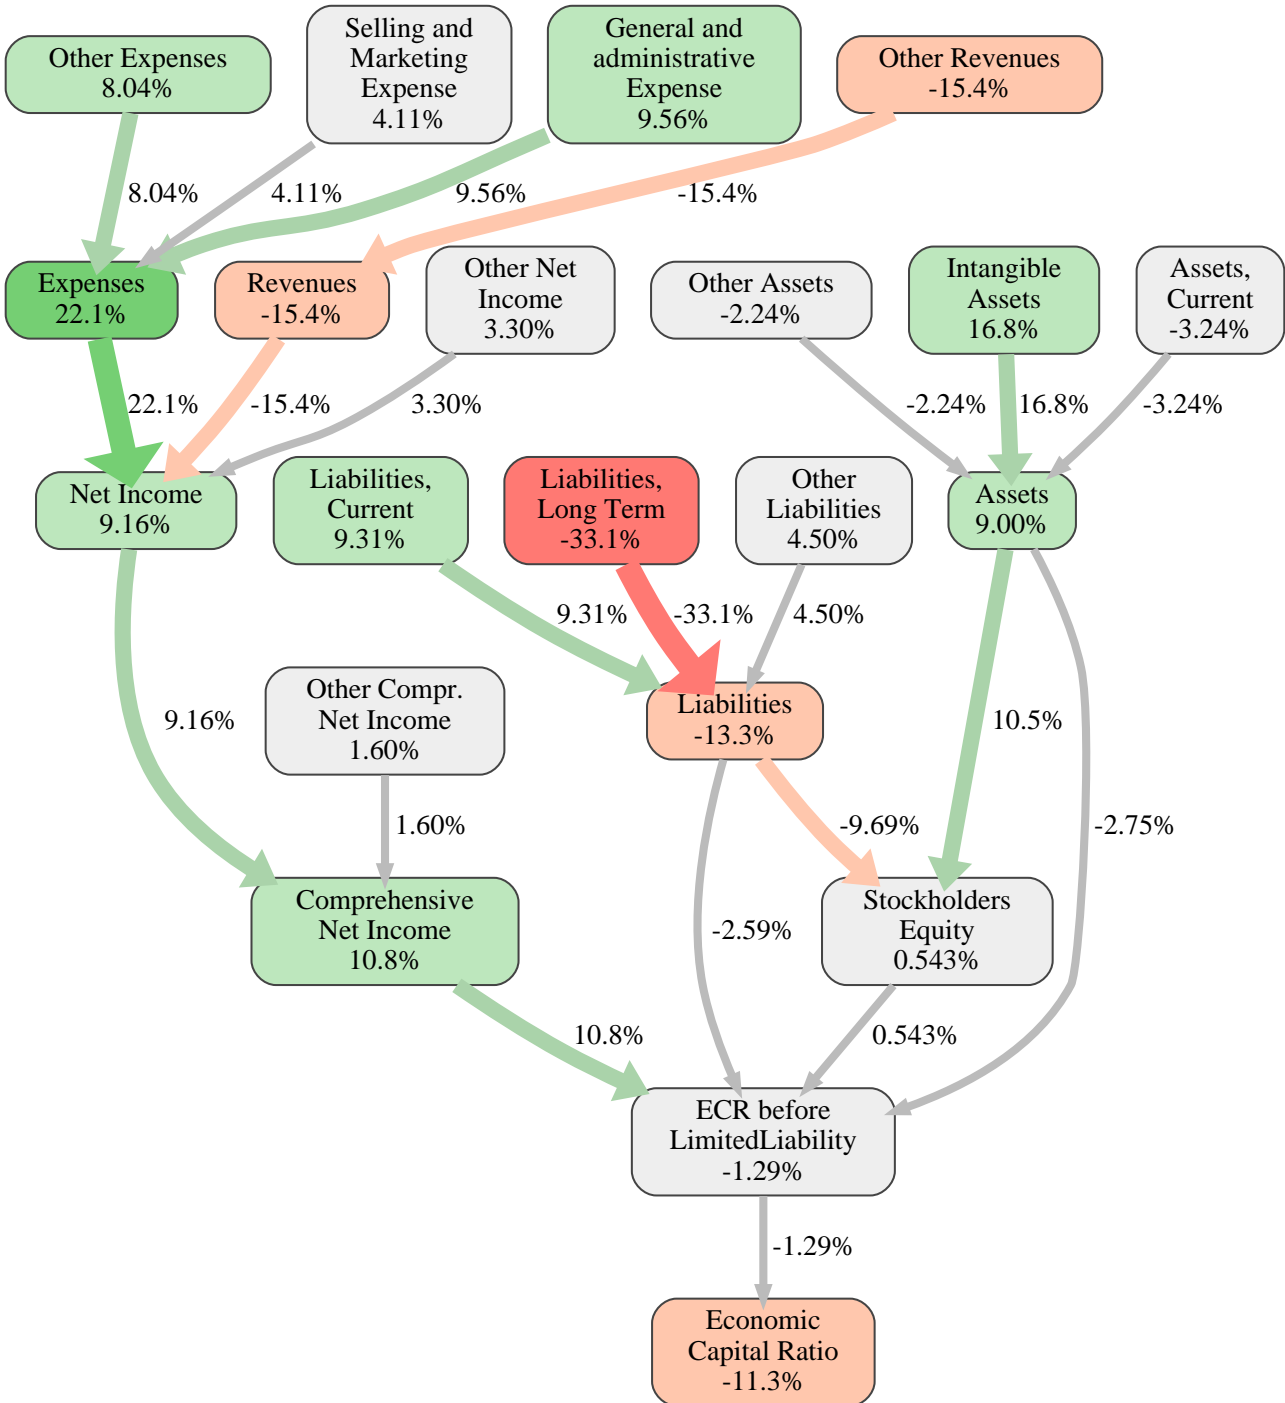 Other Expenses
8.04%
Selling and
Marketing
Expense
4.11%
General and
administrative
Expense
9.56%
Other Revenues
-15.4%
8.04%
4.11%
9.56%
-15.4%
Expenses
22.1%
Revenues
-15.4%
Other Net
Income
3.30%
Other Assets
-2.24%
Intangible
Assets
16.8%
Assets,
Current
-3.24%
22.1%
-15.4%
3.30%
-2.24%
16.8%
-3.24%
Net Income
9.16%
Liabilities,
Current
9.31%
Liabilities,
Long Term
-33.1%
Other
Liabilities
4.50%
Assets
9.00%
9.31%
-33.1%
4.50%
Other Compr.
Net Income
1.60%
Liabilities
-13.3%
9.16%
10.5%
1.60%
-9.69%
-2.75%
Comprehensive
Net Income
10.8%
-2.59%
Stockholders
Equity
0.543%
10.8%
0.543%
ECR before
LimitedLiability
-1.29%
-1.29%
Economic
Capital Ratio
-11.3%